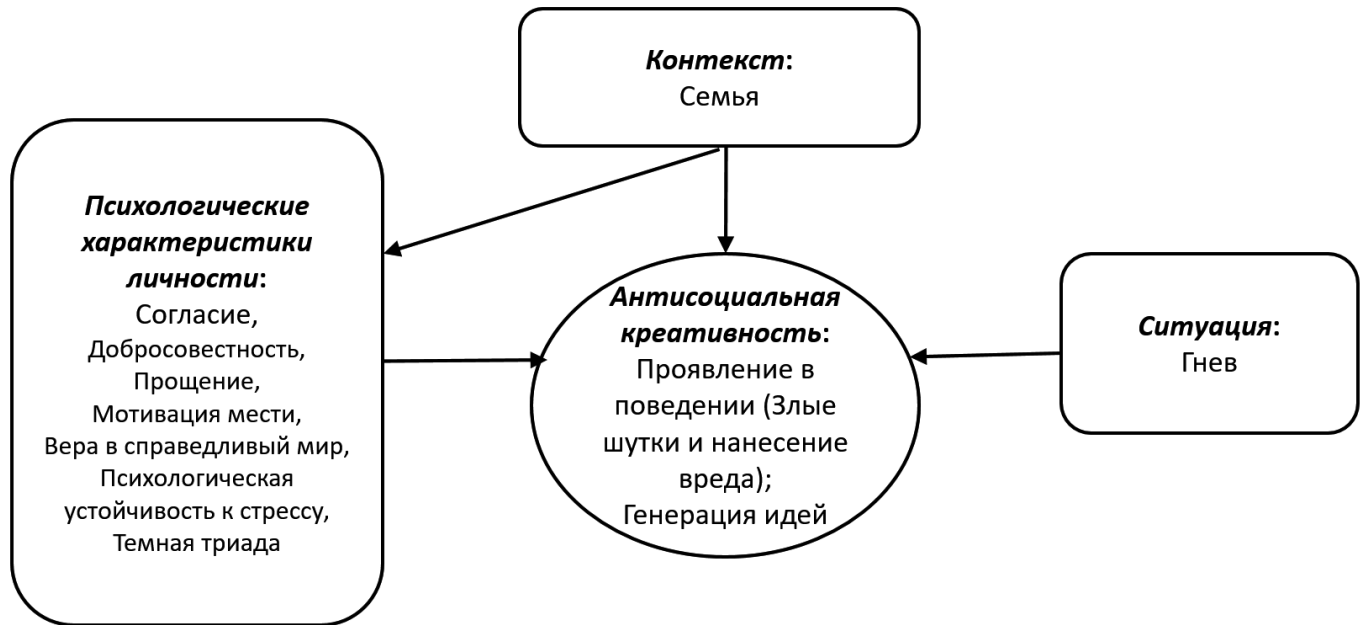 Контекст:
Семья
Психологические
характеристики
личности:
Согласие,
Добросовестность,
Прощение,
Мотивация мести,
Вера в справедливый мир,
Психологическая
устойчивость к стрессу,
Темная триада
Антисоциальная
креативность:
Проявление в
поведении (Злые
шутки и нанесение
вреда);
Генерация идей
Ситуация:
Гнев